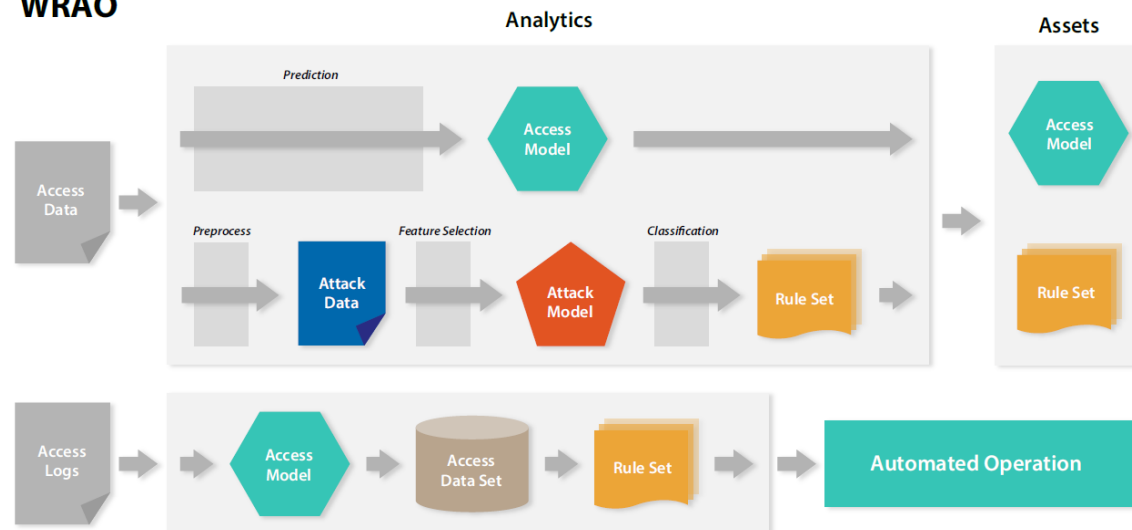 WRAO
Analytics
Assets
Prediction
Access
Model
Access
Model
Access
Data
Preprocess
Feature Selection
Classification
Attack
Data
Attack
Model
Rule Set
Rule Set
Access
Logs
Access
Model
Access
Data Set
Rule Set
Automated Operation